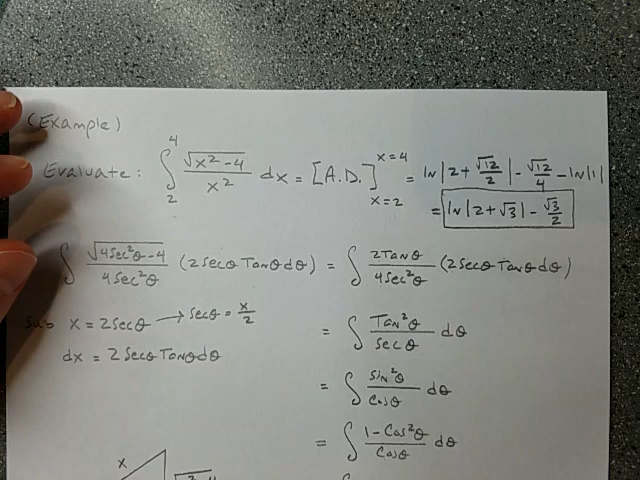 (Example)
Evaluate: ∫₂⁴ √(x²-4)/x² dx = [A.D.]ₓ₌₂ˣ⁼⁴ = ln|2 + √12/2| - √12/4 - ln|1|
= ln|2+√3| - √3/2
∫ √(4Sec²θ-4)/(4Sec²θ) (2Secθ Tanθ dθ) = ∫ 2Tanθ/(4Sec²θ) (2Secθ Tanθ dθ)
Sub x = 2secθ → Secθ = x/2
= ∫ Tan²θ/Secθ dθ
dx = 2 Secθ Tanθ dθ
= ∫ Sin²θ/Cosθ dθ
= ∫ (1-Cos²θ)/Cosθ dθ
x